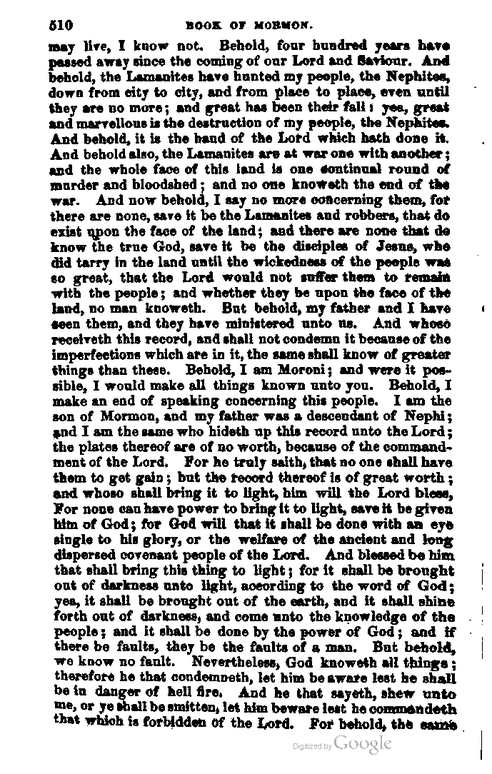 510 BOOK OF MORMON.
may live, I know not. Behold, four hundred years have
passed away since the coming of our Lord and Saviour. And
behold, the Lamanites have hunted my people, the Nephites,
down from city to city, and from place to place, even until
they are no more; and great has been their fall; yea, great
and marvellous is the destruction of my people, the Nephites.
And behold, it is the hand of the Lord which hath done it.
And behold also, the Lamanites are at war one with another;
and the whole face of this land is one continual round of
murder and bloodshed; and no one knoweth the end of the
war. And now behold, I say no more concerning them, for
there are none, save it be the Lamanites and robbers, that do
exist upon the face of the land; and there are none that do
know the true God, save it be the disciples of Jesus, who
did tarry in the land until the wickedness of the people was
so great, that the Lord would not suffer them to remain
with the people; and whether they be upon the face of the
land, no man knoweth. But behold, my father and I have
seen them, and they have ministered unto us. And whoso
receiveth this record, and shall not condemn it because of the
imperfections which are in it, the same shall know of greater
things than these. Behold, I am Moroni; and were it pos-
sible, I would make all things known unto you. Behold, I
make an end of speaking concerning this people. I am the
son of Mormon, and my father was a descendant of Nephi;
and I am the same who hideth up this record unto the Lord;
the plates thereof are of no worth, because of the command-
ment of the Lord. For he truly saith, that no one shall have
them to get gain; but the record thereof is of great worth;
and whoso shall bring it to light, him will the Lord bless,
For none can have power to bring it to light, save it be given
him of God; for God will that it shall be done with an eye
single to his glory, or the welfare of the ancient and long
dispersed covenant people of the Lord. And blessed be him
that shall bring this thing to light; for it shall be brought
out of darkness unto light, according to the word of God;
yea, it shall be brought out of the earth, and it shall shine
forth out of darkness, and come unto the knowledge of the
people; and it shall be done by the power of God; and if
there be faults, they be the faults of a man. But behold,
we know no fault. Nevertheless, God knoweth all things;
therefore he that condemneth, let him be aware lest he shall
be in danger of hell fire. And he that sayeth, shew unto
me, or ye shall be smitten, let him beware lest he commandeth
that which is forbidden of the Lord. For behold, the same
Digitized by Google